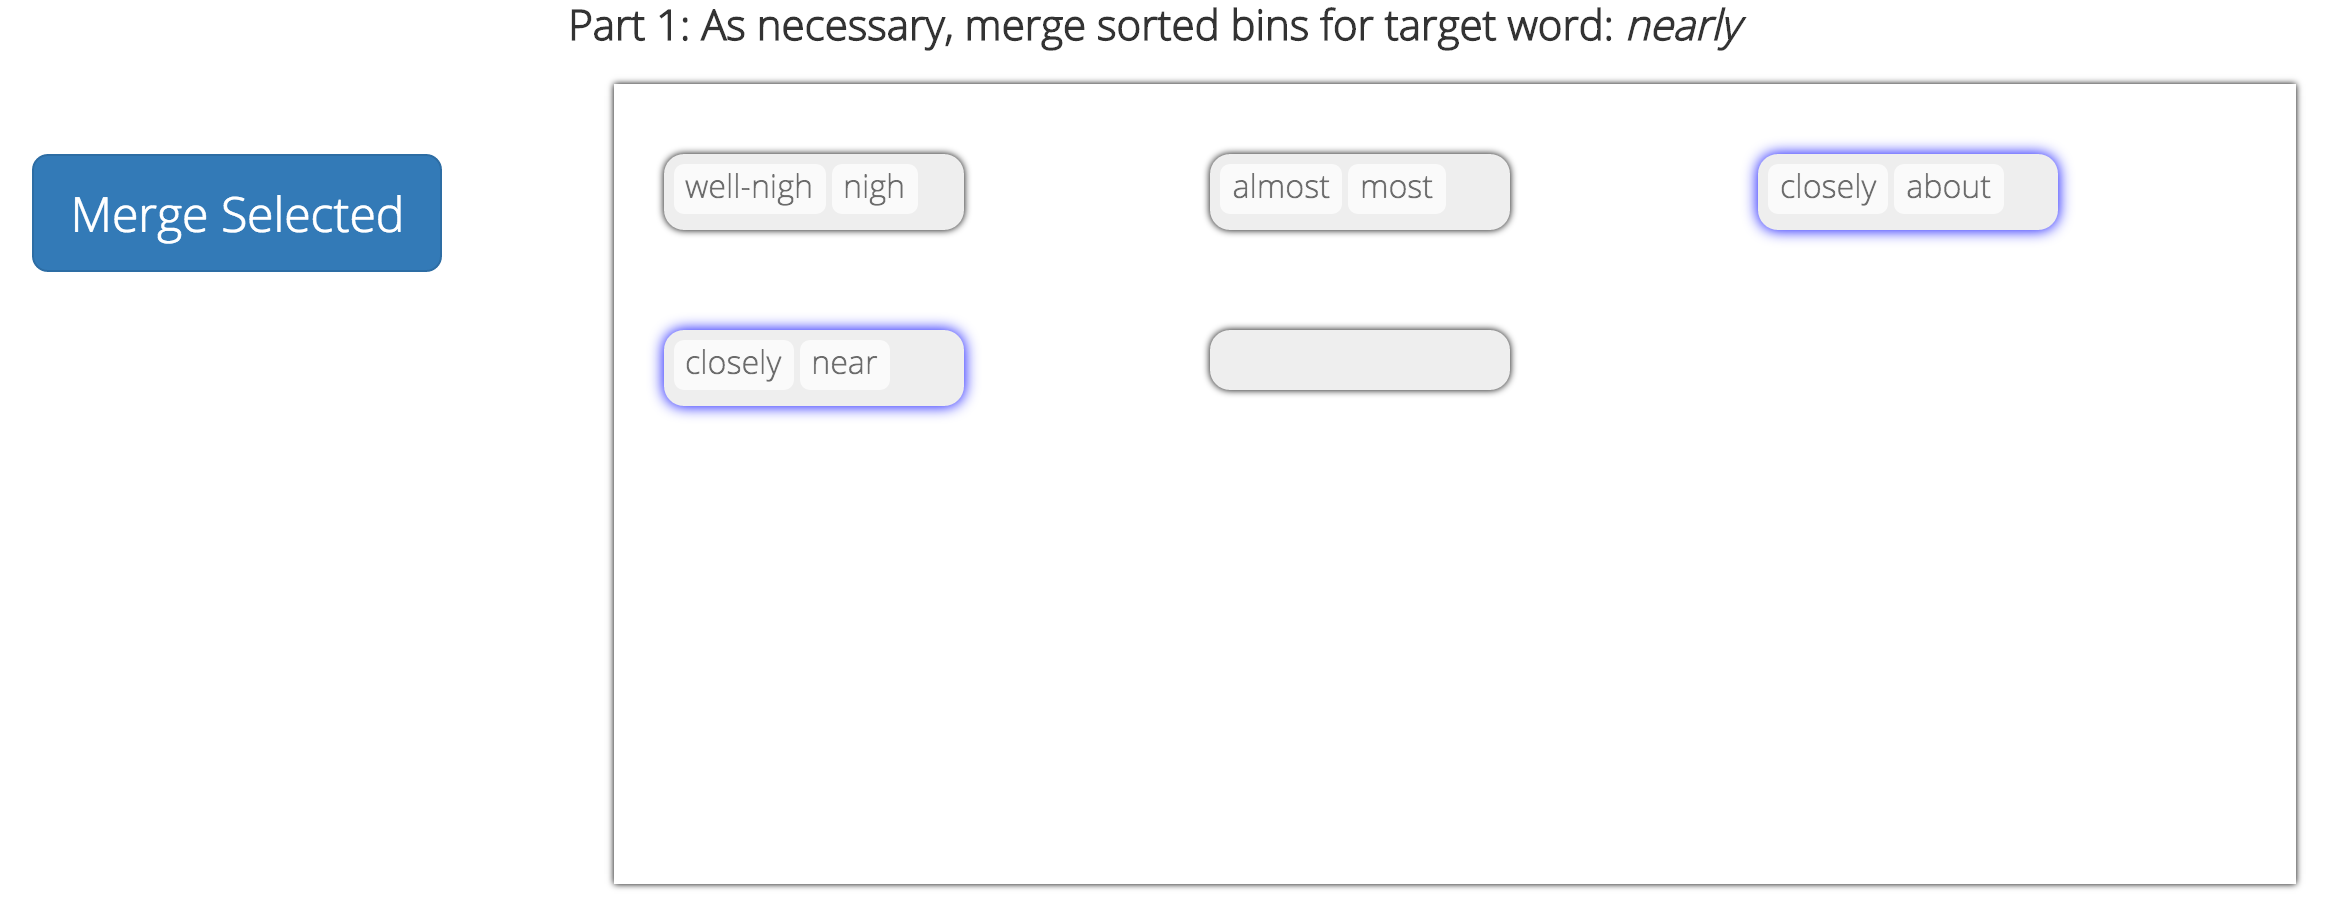 Part 1: As necessary, merge sorted bins for target word: nearly
Merge Selected
well-nigh nigh
almost most
closely about
closely near